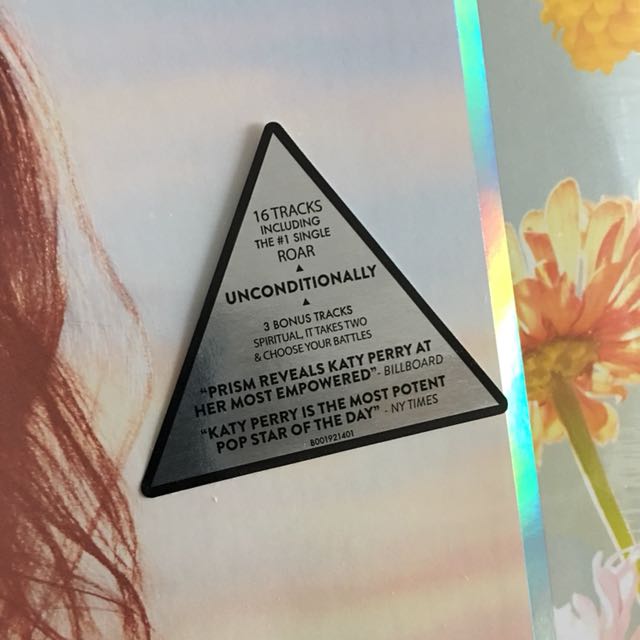 16 TRACKS
INCLUDING
THE #1 SINGLE
ROAR
UNCONDITIONALLY
3 BONUS TRACKS
SPIRITUAL, IT TAKES TWO
& CHOOSE YOUR BATTLES
"PRISM REVEALS KATY PERRY AT
HER MOST EMPOWERED" - BILLBOARD
"KATY PERRY IS THE MOST POTENT
POP STAR OF THE DAY" - NY TIMES
B001921401